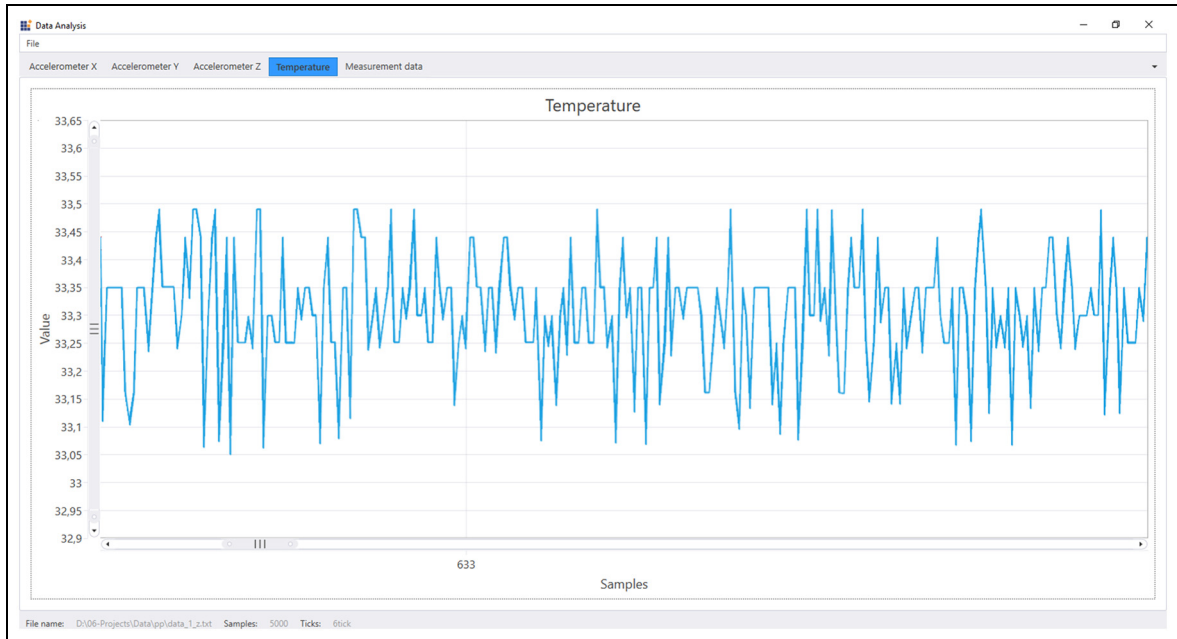 Data Analysis
File
Accelerometer X Accelerometer Y Accelerometer Z Temperature Measurement data
Temperature
33,65
33,6
33,55
33,5
33,45
33,4
33,35
33,3
33,25
33,2
33,15
33,1
33,05
33
32,95
32,9
Value
633
Samples
File name: D:\06-Projects\Data\pp\data_1_z.txt Samples: 5000 Ticks: 6tick